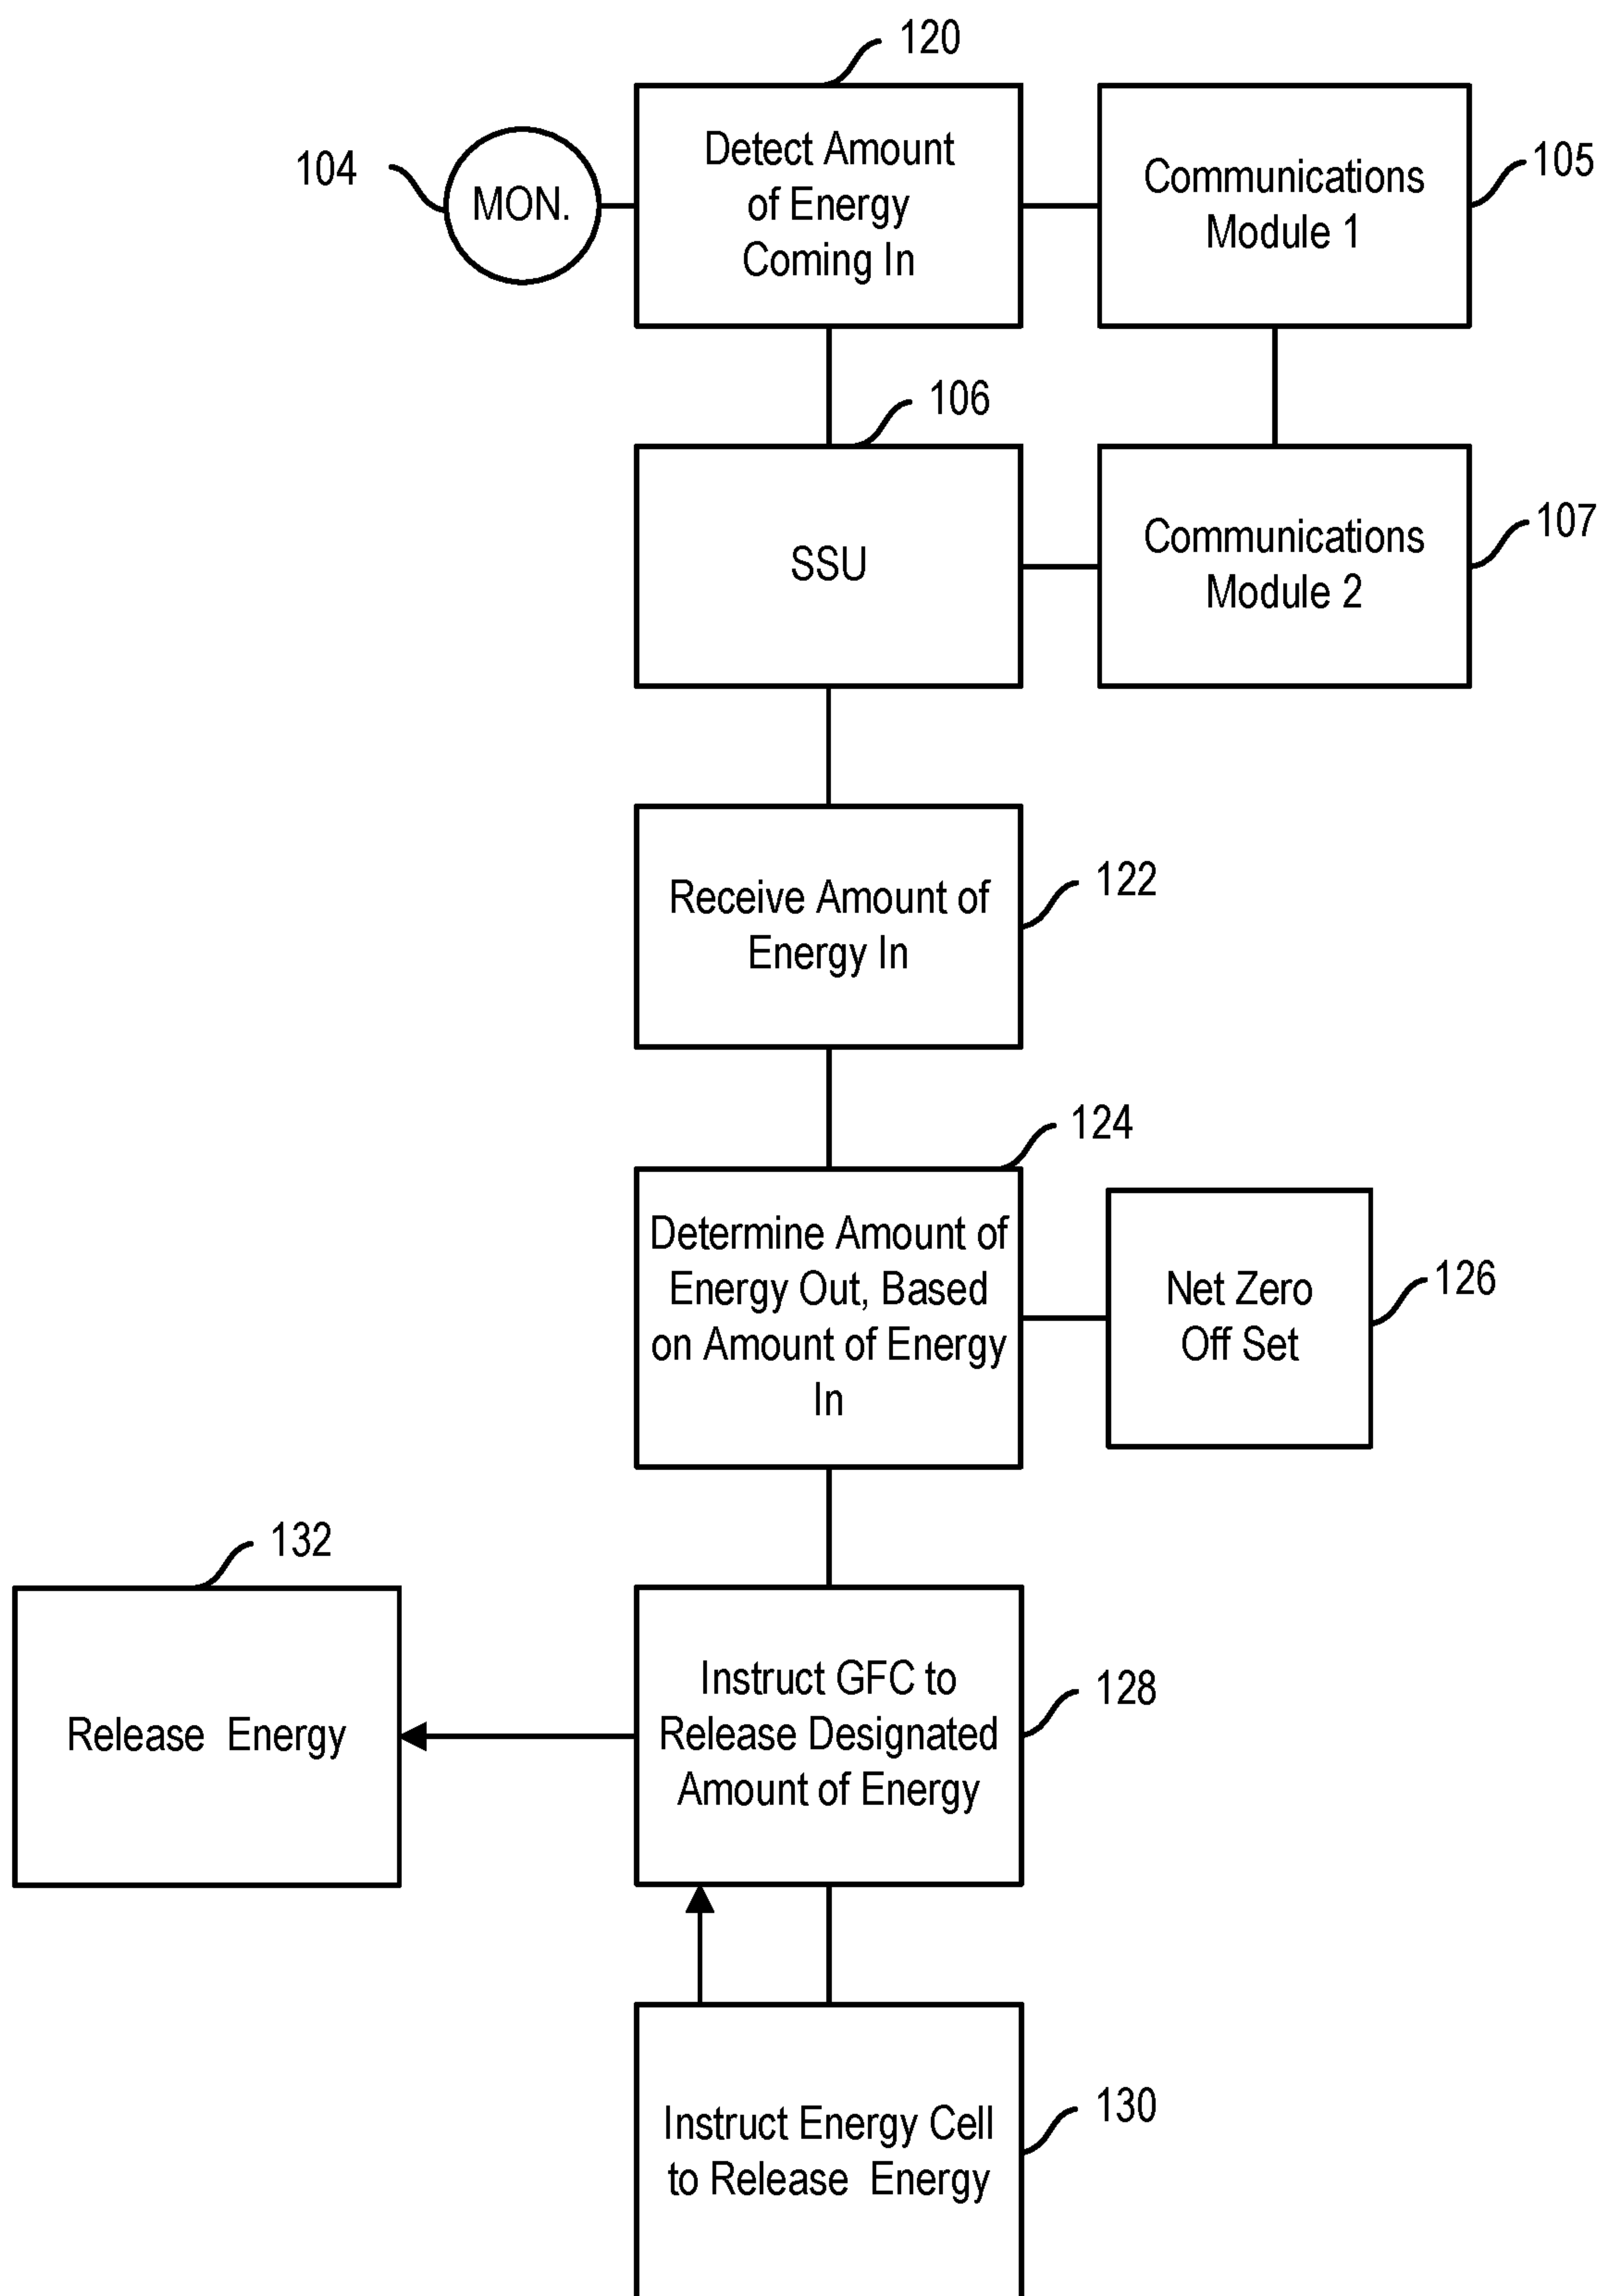 120
104
MON.
Detect Amount
of Energy
Coming In
Communications
Module 1
105
106
SSU
Communications
Module 2
107
Receive Amount of
Energy In
122
124
Determine Amount of
Energy Out, Based
on Amount of Energy
In
Net Zero
Off Set
126
132
Release Energy
Instruct GFC to
Release Designated
Amount of Energy
128
Instruct Energy Cell
to Release Energy
130